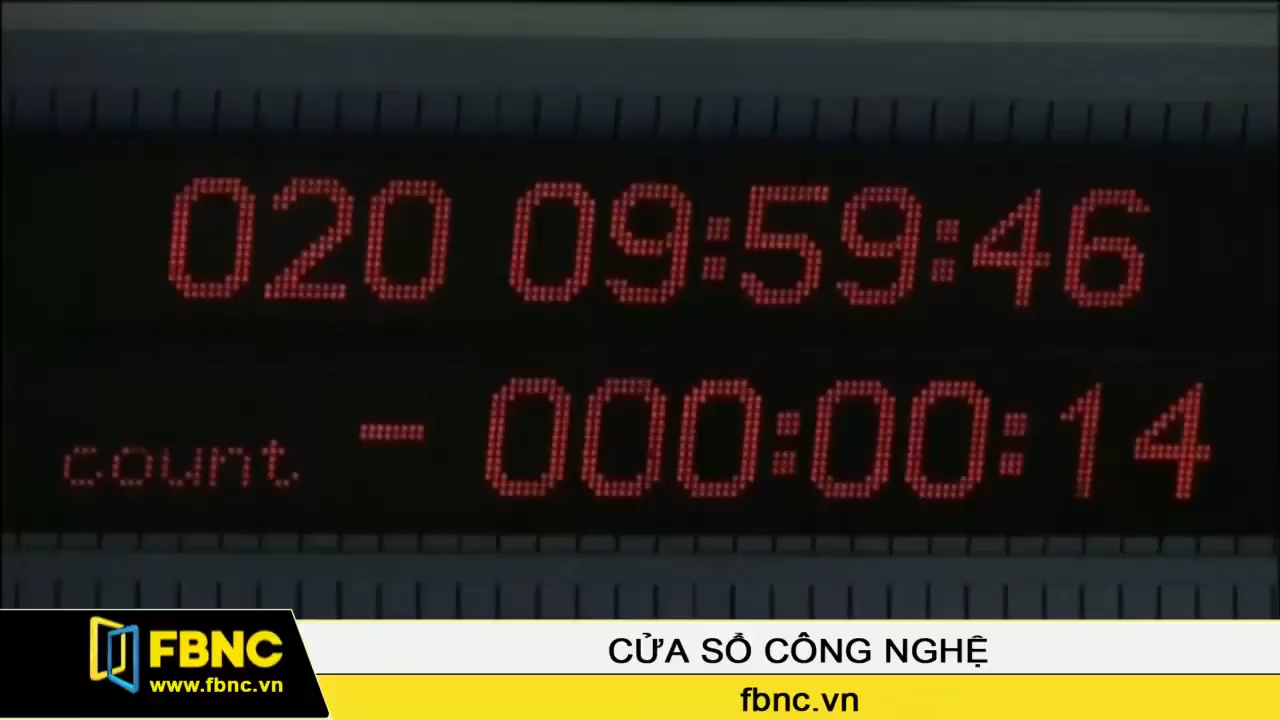 020 09:59:46
count - 000:00:14
FBNC
www.fbnc.vn
CỬA SỔ CÔNG NGHỆ
fbnc.vn